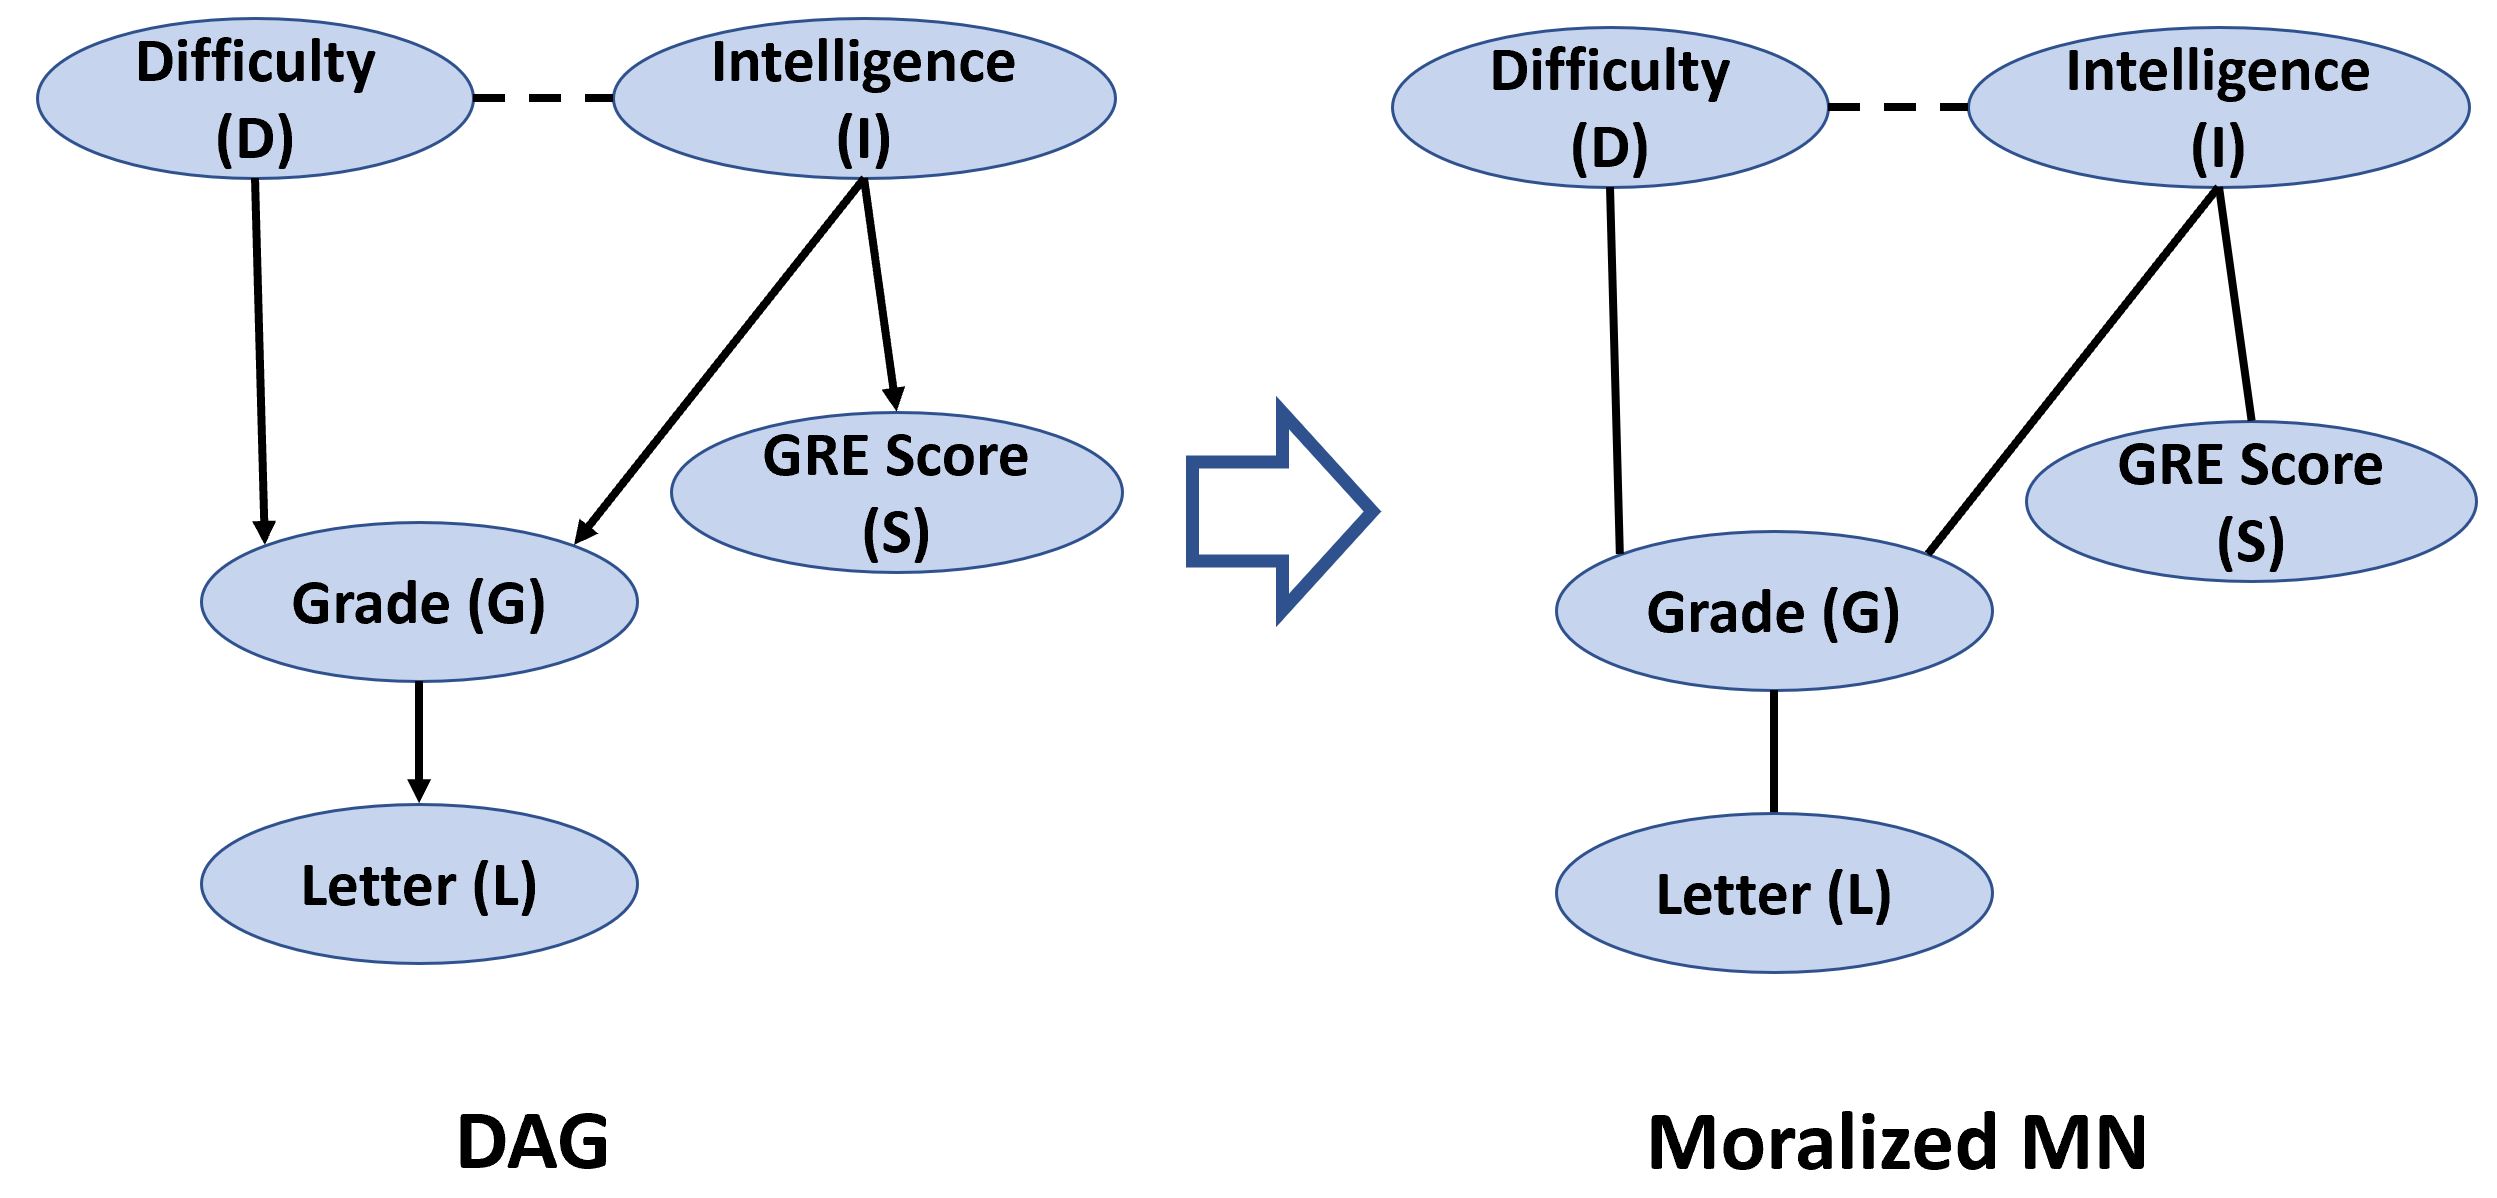 Difficulty
(D)
Intelligence
(I)
GRE Score
(S)
Grade (G)
Letter (L)
DAG
Difficulty
(D)
Intelligence
(I)
GRE Score
(S)
Grade (G)
Letter (L)
Moralized MN